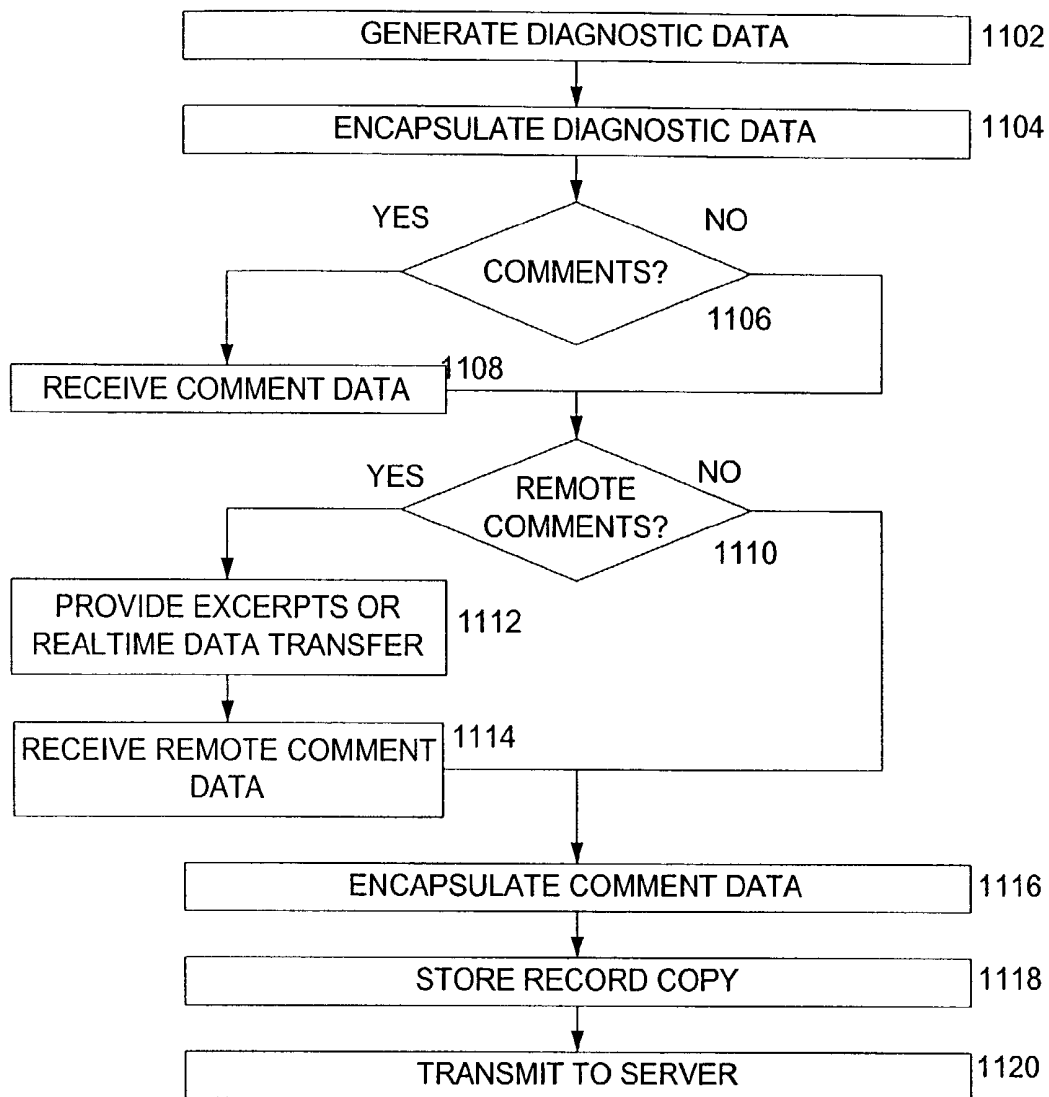 GENERATE DIAGNOSTIC DATA 1102
ENCAPSULATE DIAGNOSTIC DATA 1104
YES NO
COMMENTS?
1106
1108
RECEIVE COMMENT DATA
YES NO
REMOTE
COMMENTS?
1110
PROVIDE EXCERPTS OR
REALTIME DATA TRANSFER
1112
RECEIVE REMOTE COMMENT
DATA
1114
ENCAPSULATE COMMENT DATA 1116
STORE RECORD COPY 1118
TRANSMIT TO SERVER 1120